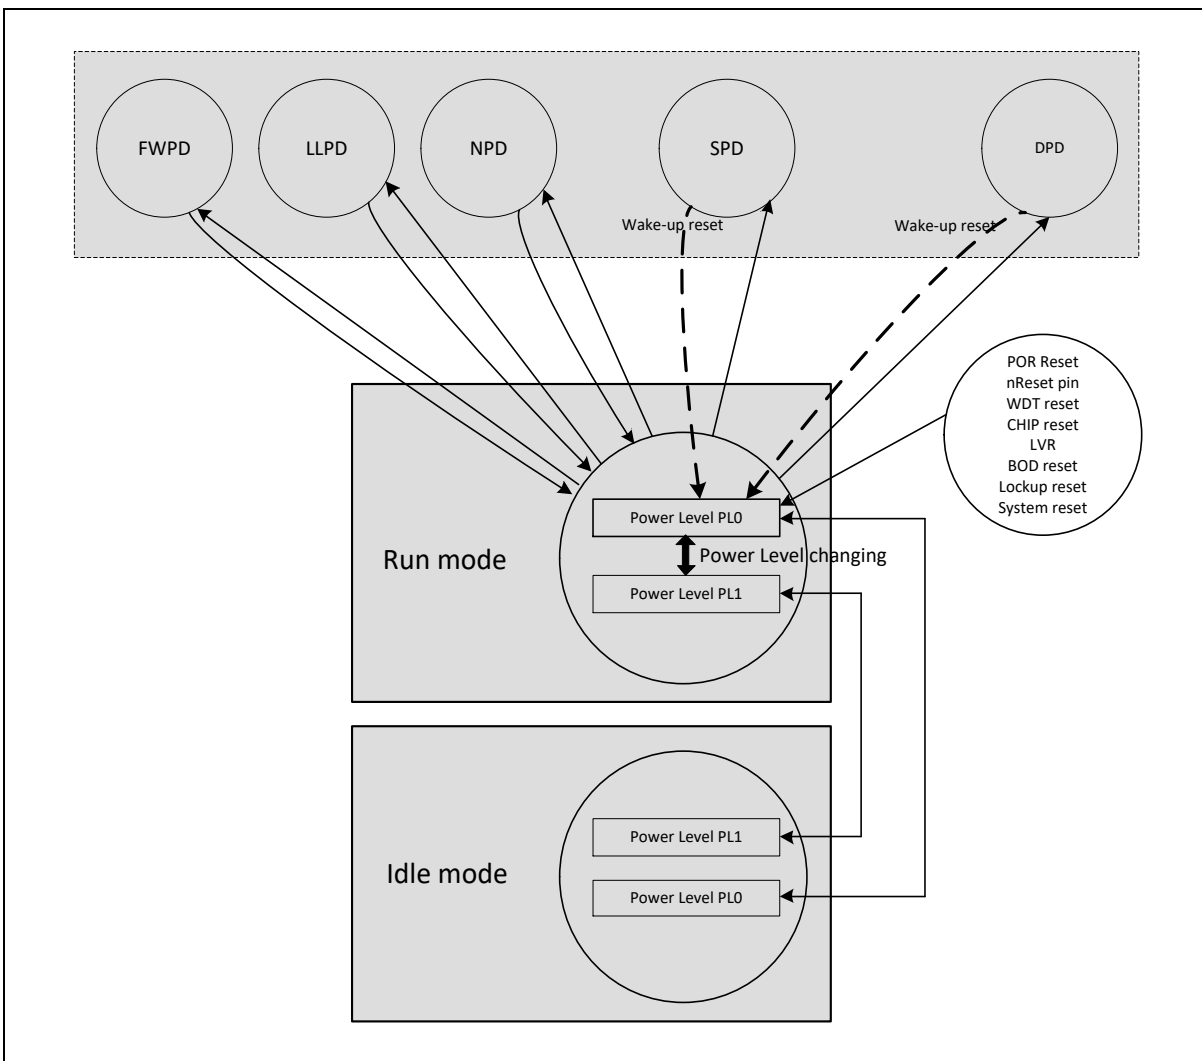 FWPD
LLPD
NPD
SPD
DPD
Wake-up reset
Wake-up reset
POR Reset
nReset pin
WDT reset
CHIP reset
LVR
BOD reset
Lockup reset
System reset
Power Level PL0
Run mode
Power Level changing
Power Level PL1
Power Level PL1
Idle mode
Power Level PL0